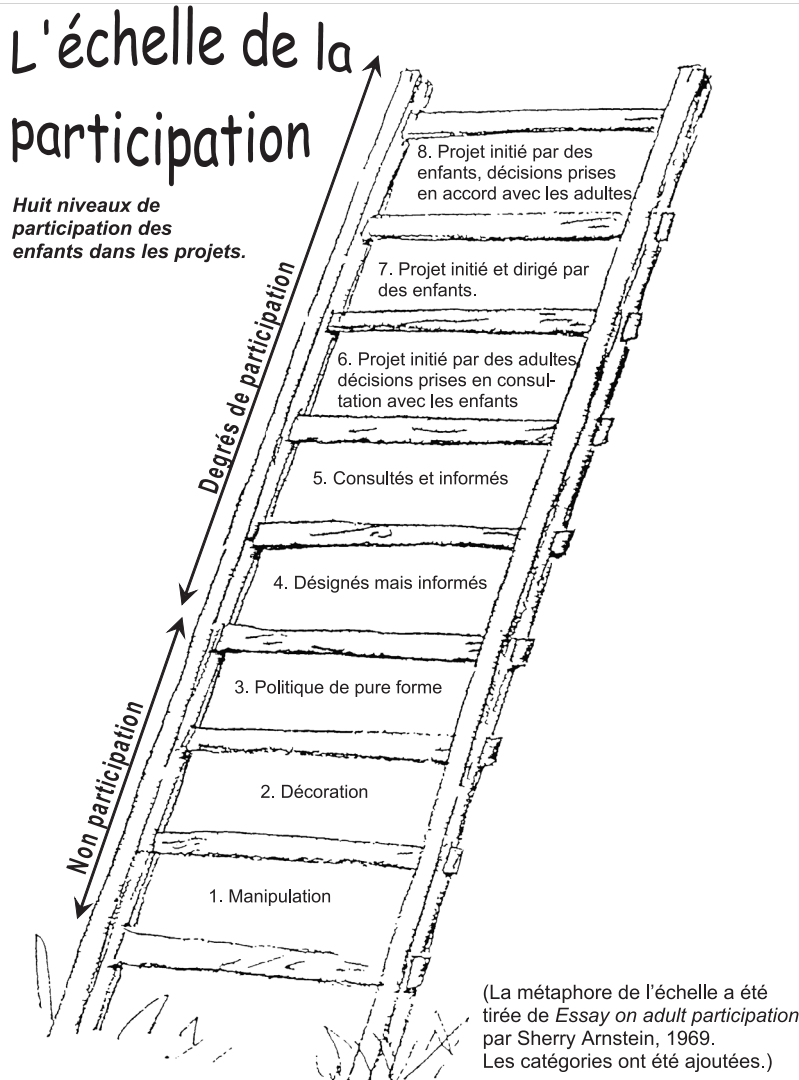 L'échelle de la
participation
Huit niveaux de
participation des
enfants dans les projets.
Degrés de participation
8. Projet initié par des
enfants, décisions prises
en accord avec les adultes
7. Projet initié et dirigé par
des enfants.
6. Projet initié par des adultes,
décisions prises en consul-
tation avec les enfants
5. Consultés et informés
4. Désignés mais informés
Non participation
3. Politique de pure forme
2. Décoration
1. Manipulation
(La métaphore de l'échelle a été
tirée de Essay on adult participation
par Sherry Arnstein, 1969.
Les catégories ont été ajoutées.)